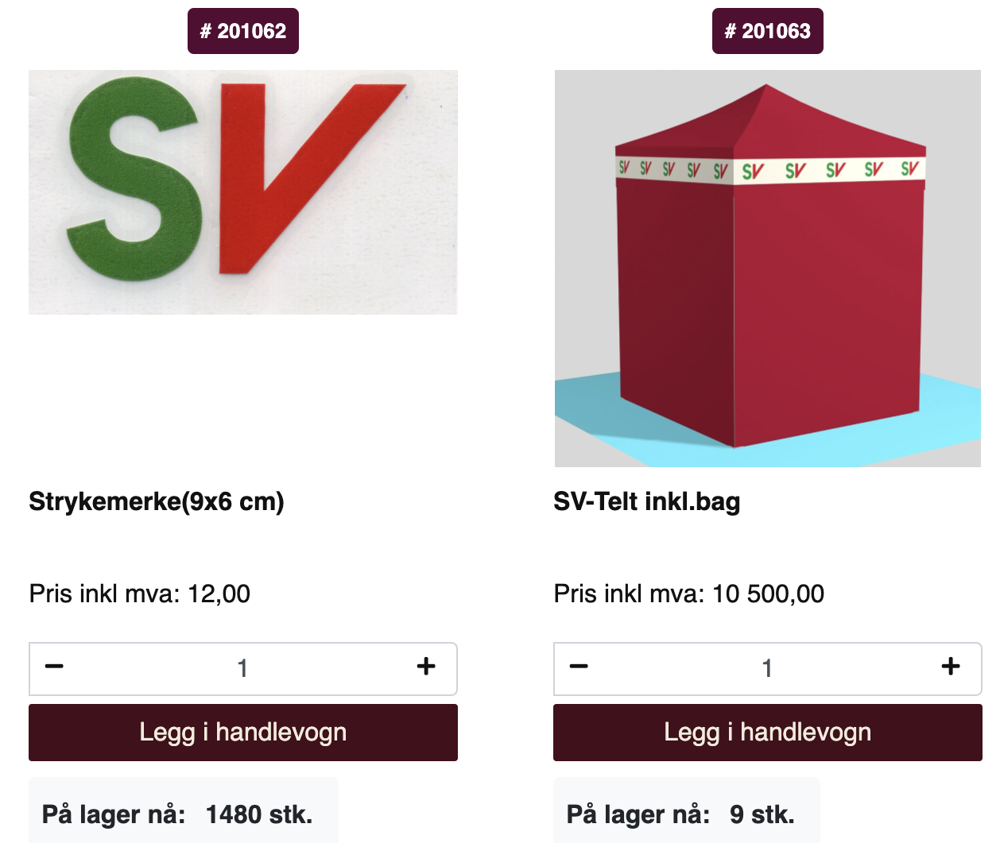 # 201062
SV
Strykemerke(9x6 cm)
Pris inkl mva: 12,00
1
Legg i handlevogn
På lager nå: 1480 stk.
# 201063
SV SV SV SV SV SV SV SV SV SV
SV-Telt inkl.bag
Pris inkl mva: 10 500,00
1
Legg i handlevogn
På lager nå: 9 stk.